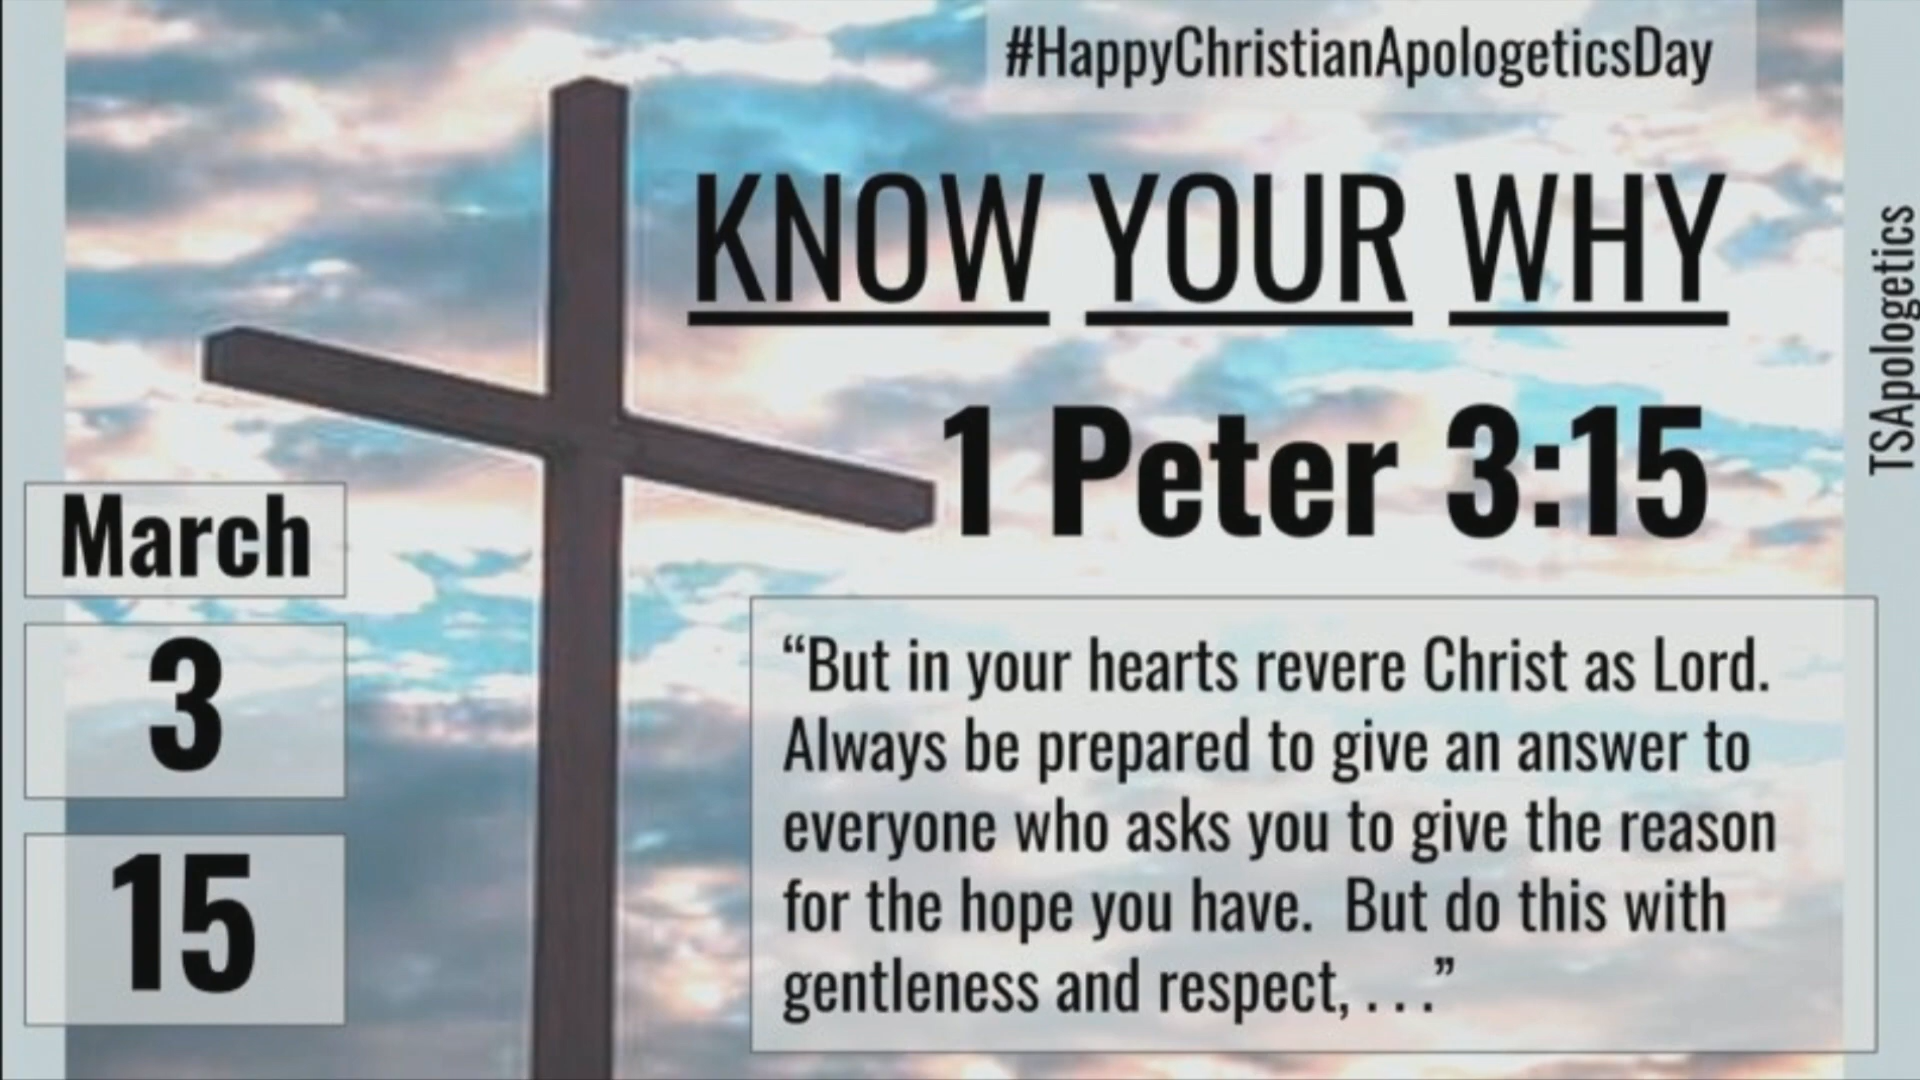 #HappyChristianApologeticsDay
KNOW YOUR WHY
1 Peter 3:15
March
3
15
“But in your hearts revere Christ as Lord.
Always be prepared to give an answer to
everyone who asks you to give the reason
for the hope you have.  But do this with
gentleness and respect, . . .”
TSApologetics